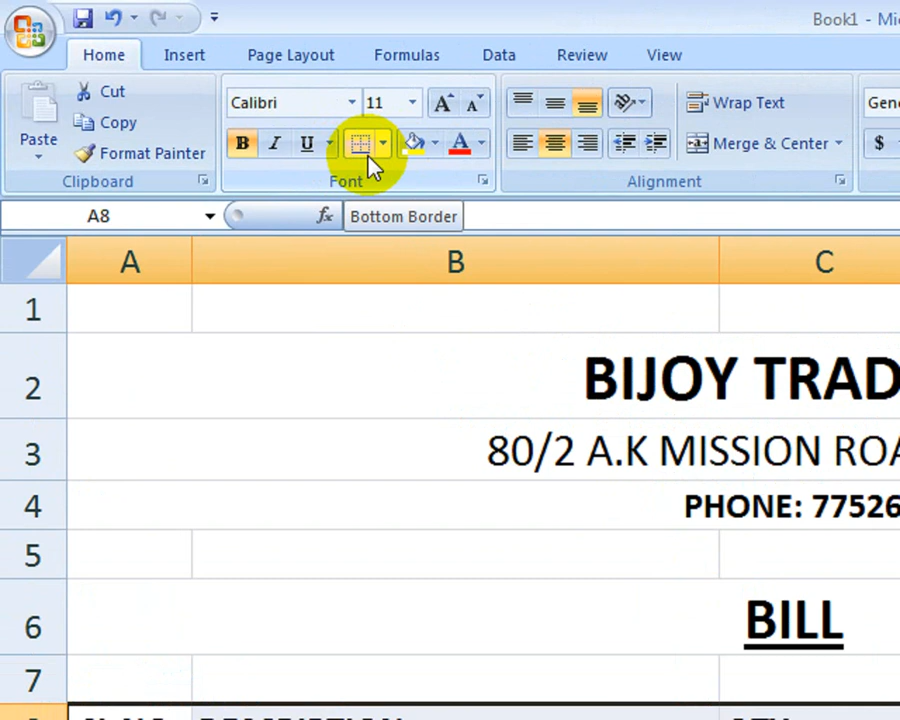 Book1 - Mi
Home Insert Page Layout Formulas Data Review View
Paste Cut Calibri 11 A A Wrap Text Gen
Copy B I U A Merge & Center $
Format Painter
Clipboard Font Alignment
A8 fx Bottom Border
A B C
1
2 BIJOY TRAD
3 80/2 A.K MISSION ROA
4 PHONE: 77526
5
6 BILL
7